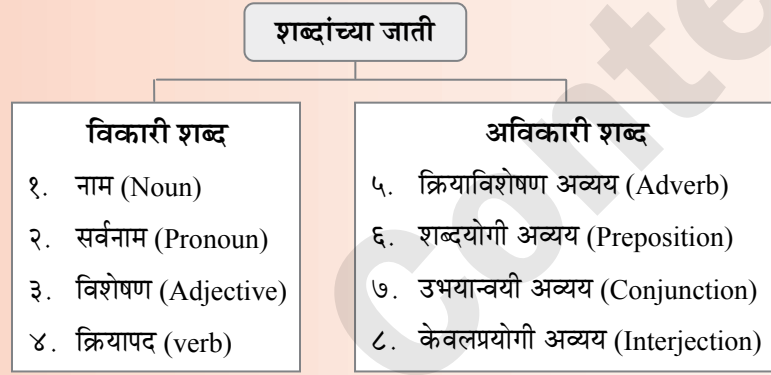 शब्दांच्या जाती
विकारी शब्द
१. नाम (Noun)
२. सर्वनाम (Pronoun)
३. विशेषण (Adjective)
४. क्रियापद (verb)
अविकारी शब्द
५. क्रियाविशेषण अव्यय (Adverb)
६. शब्दयोगी अव्यय (Preposition)
७. उभयान्वयी अव्यय (Conjunction)
८. केवलप्रयोगी अव्यय (Interjection)
Conte